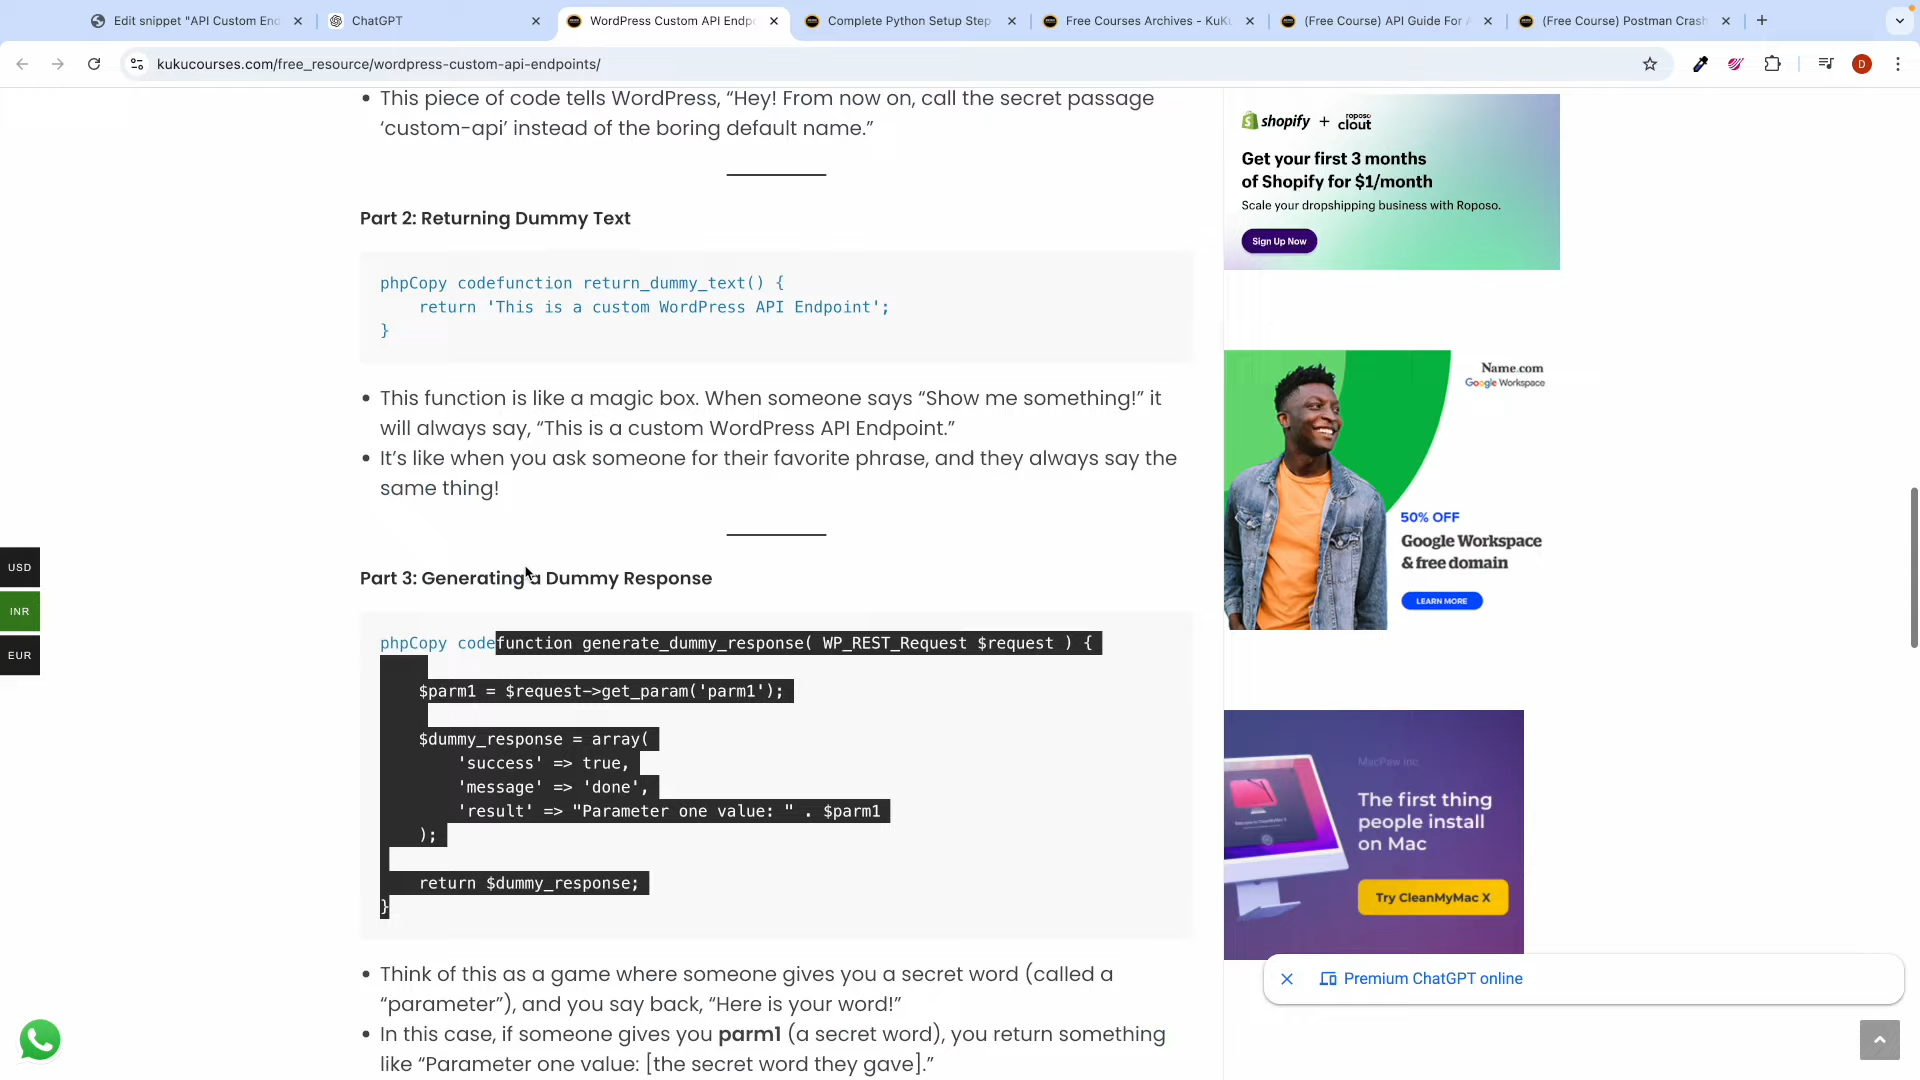 Edit snippet "API Custom End
ChatGPT
WordPress Custom API Endpo
Complete Python Setup Step
Free Courses Archives - KuKu
(Free Course) API Guide For
(Free Course) Postman Crash
kukucourses.com/free_resource/wordpress-custom-api-endpoints/
D
This piece of code tells WordPress, “Hey! From now on, call the secret passage
‘custom-api’ instead of the boring default name.”
Part 2: Returning Dummy Text
phpCopy codefunction return_dummy_text() {
return 'This is a custom WordPress API Endpoint';
}
This function is like a magic box. When someone says “Show me something!” it
will always say, “This is a custom WordPress API Endpoint.”
It’s like when you ask someone for their favorite phrase, and they always say the
same thing!
Part 3: Generating a Dummy Response
phpCopy codefunction generate_dummy_response( WP_REST_Request $request ) {
$parm1 = $request->get_param('parm1');
$dummy_response = array(
'success' => true,
'message' => 'done',
'result' => "Parameter one value: " . $parm1
);
return $dummy_response;
}
Think of this as a game where someone gives you a secret word (called a
“parameter”), and you say back, “Here is your word!”
In this case, if someone gives you parm1 (a secret word), you return something
like “Parameter one value: [the secret word they gave].”
USD
INR
EUR
shopify + roposo clout
Get your first 3 months
of Shopify for $1/month
Scale your dropshipping business with Roposo.
Sign Up Now
Name.com
Google Workspace
50% OFF
Google Workspace
& free domain
LEARN MORE
MacPaw Inc.
The first thing
people install
on Mac
Try CleanMyMac X
Premium ChatGPT online